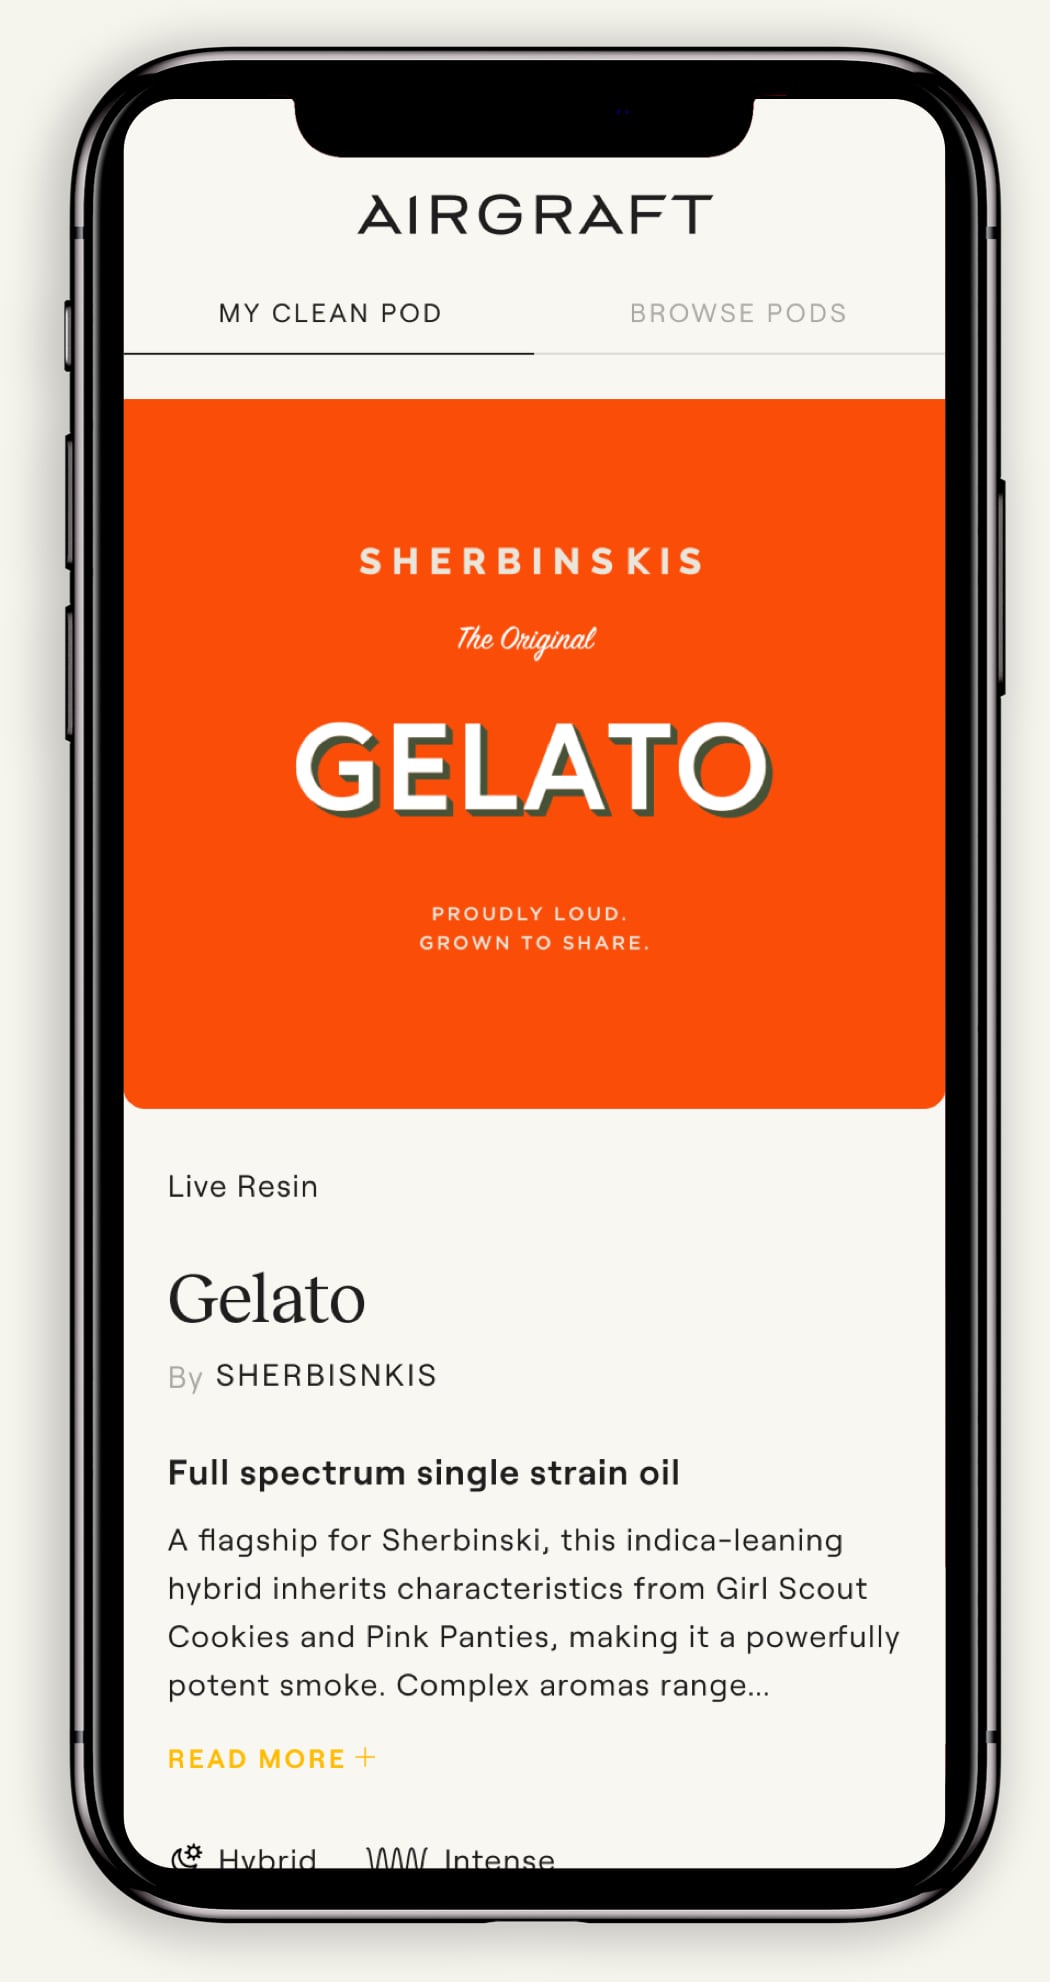 AIRGRAFT
MY CLEAN POD BROWSE PODS
SHERBINSKIS
The Original
GELATO
PROUDLY LOUD.
GROWN TO SHARE.
Live Resin
Gelato
By SHERBISNKIS
Full spectrum single strain oil
A flagship for Sherbinski, this indica-leaning
hybrid inherits characteristics from Girl Scout
Cookies and Pink Panties, making it a powerfully
potent smoke. Complex aromas range...
READ MORE +
Hybrid Intense